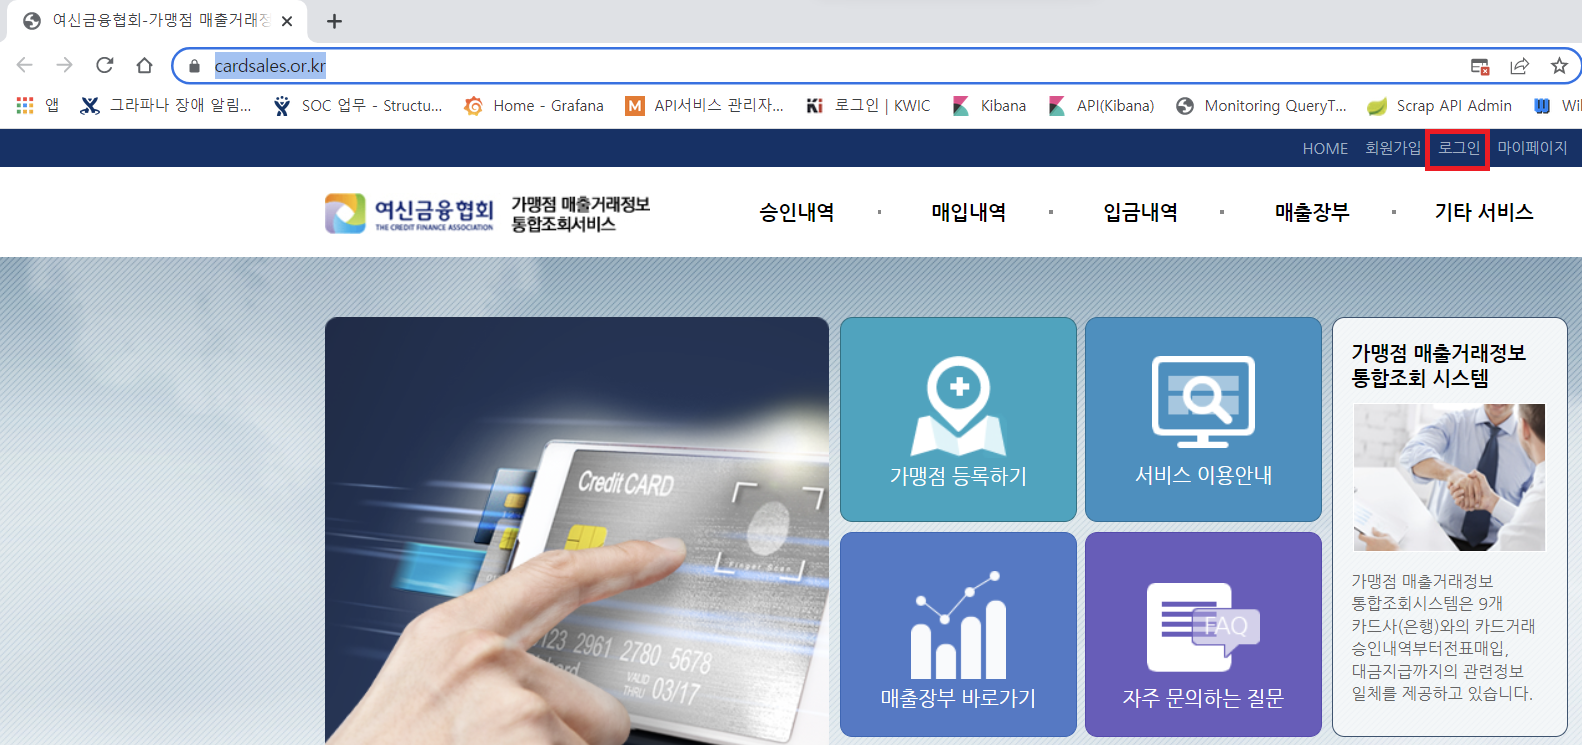 여신금융협회-가맹점 매출거래정
cardsales.or.kr
앱
그라파나 장애 알림...
SOC 업무 - Structu...
Home - Grafana
API서비스 관리자...
로그인 | KWIC
Kibana
API(Kibana)
Monitoring QueryT...
Scrap API Admin
HOME 회원가입 로그인 마이페이지
여신금융협회
THE CREDIT FINANCE ASSOCIATION
가맹점 매출거래정보
통합조회서비스
승인내역 매입내역 입금내역 매출장부 기타 서비스
Credit CARD
Finger Scan
123 2961 2780 5678
VALID
THRU 03/17
가맹점 등록하기
서비스 이용안내
매출장부 바로가기
FAQ
자주 문의하는 질문
가맹점 매출거래정보
통합조회 시스템
가맹점 매출거래정보
통합조회시스템은 9개
카드사(은행)와의 카드거래
승인내역부터전표매입,
대금지급까지의 관련정보
일체를 제공하고 있습니다.